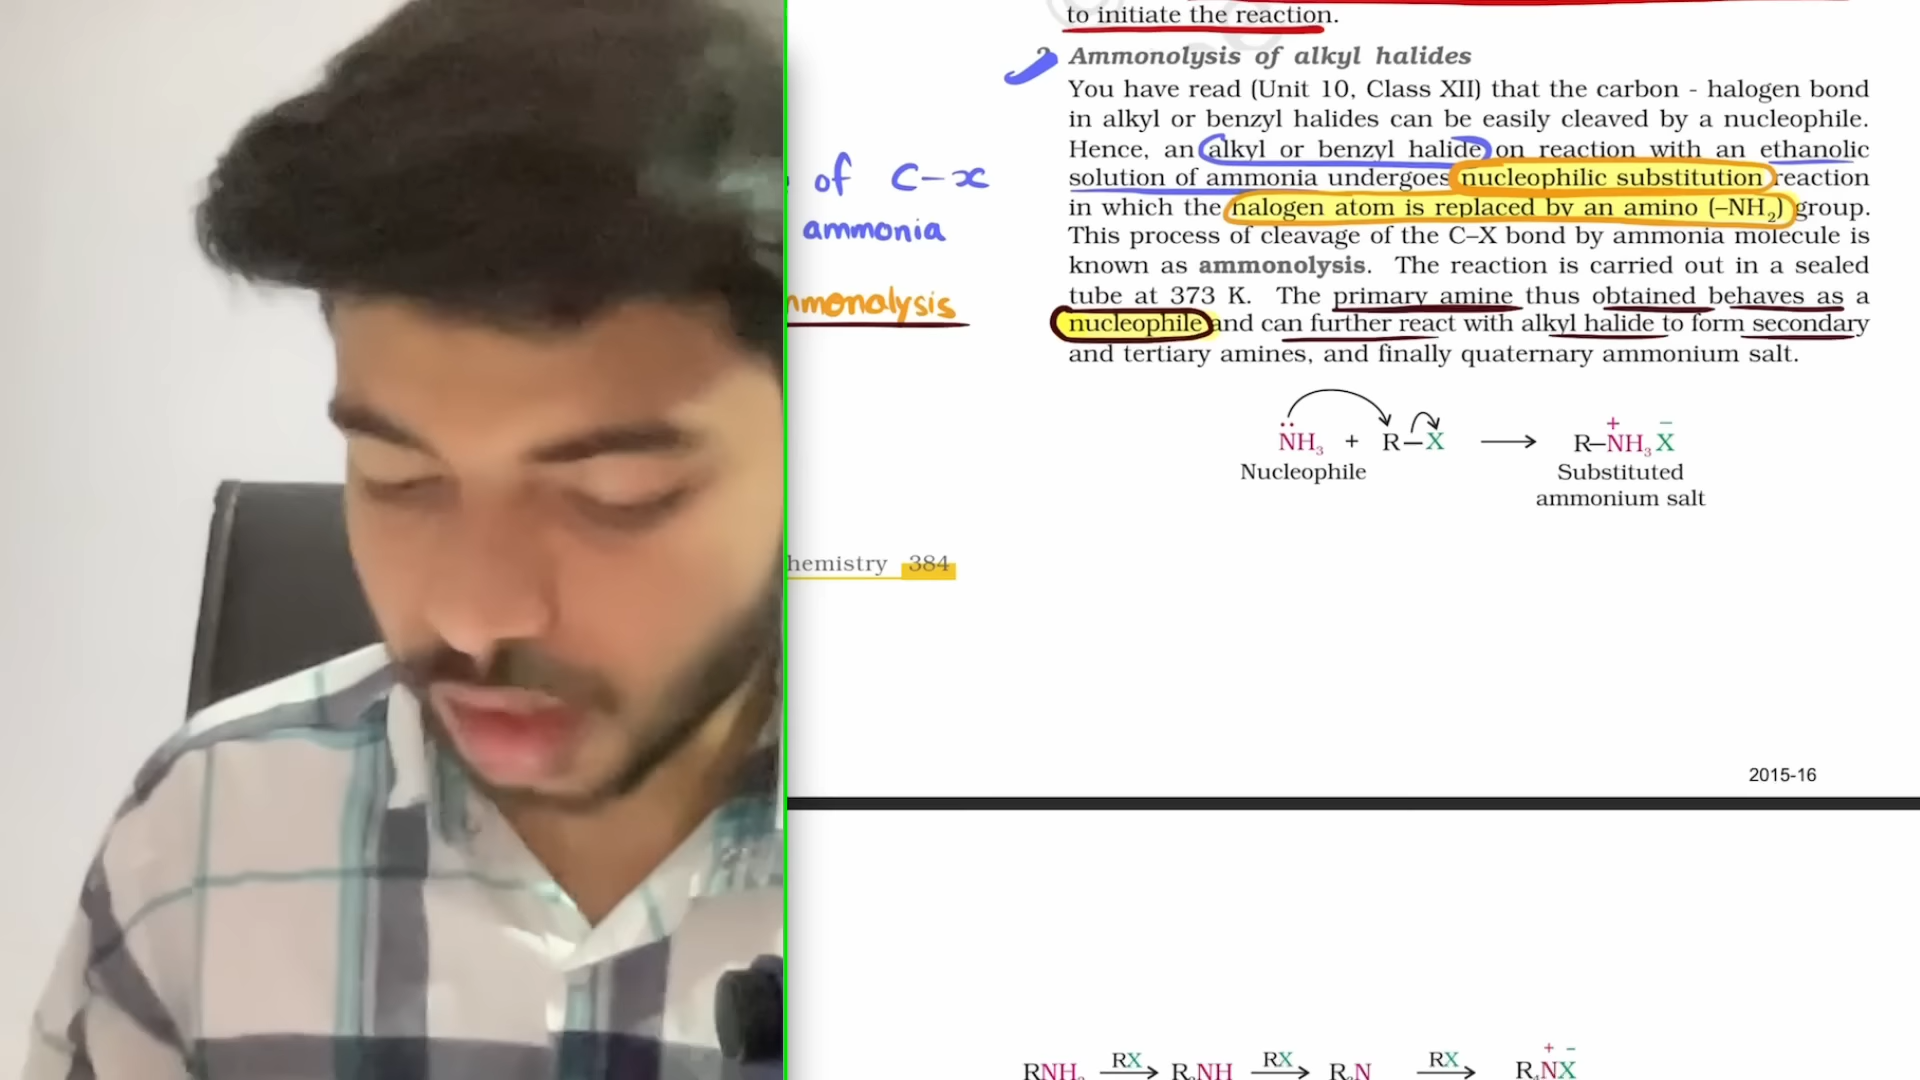 to initiate the reaction.
Ammonolysis of alkyl halides
You have read (Unit 10, Class XII) that the carbon - halogen bond
in alkyl or benzyl halides can be easily cleaved by a nucleophile.
Hence, an alkyl or benzyl halide on reaction with an ethanolic
solution of ammonia undergoes nucleophilic substitution reaction
in which the halogen atom is replaced by an amino (–NH₂) group.
This process of cleavage of the C–X bond by ammonia molecule is
known as ammonolysis. The reaction is carried out in a sealed
tube at 373 K. The primary amine thus obtained behaves as a
nucleophile and can further react with alkyl halide to form secondary
and tertiary amines, and finally quaternary ammonium salt.
of C-x
ammonia
mmonalysis
N̈H₃ + R–X ⟶ R–N⁺H₃ X⁻
Nucleophile Substituted
ammonium salt
hemistry 384
2015-16
RX RX RX
RNH₂ ⟶ R₂NH ⟶ R₃N ⟶ R₄N⁺X⁻